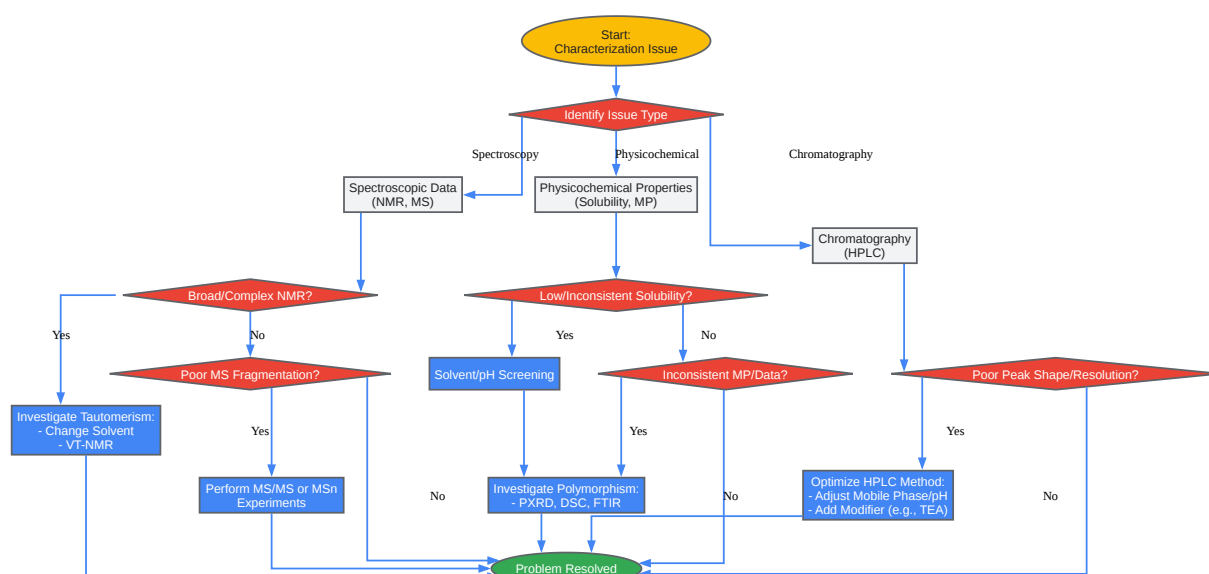 Start:
Characterization Issue
Identify Issue Type
Spectroscopy
Physicochemical
Chromatography
Spectroscopic Data
(NMR, MS)
Physicochemical Properties
(Solubility, MP)
Chromatography
(HPLC)
Broad/Complex NMR?
Low/Inconsistent Solubility?
Yes
No
Yes
No
Poor MS Fragmentation?
Solvent/pH Screening
Inconsistent MP/Data?
Poor Peak Shape/Resolution?
Investigate Tautomerism:
- Change Solvent
- VT-NMR
Yes
Yes
Yes
Perform MS/MS or MSn
Experiments
No
Investigate Polymorphism:
- PXRD, DSC, FTIR
No
Optimize HPLC Method:
- Adjust Mobile Phase/pH
- Add Modifier (e.g., TEA)
No
Problem Resolved